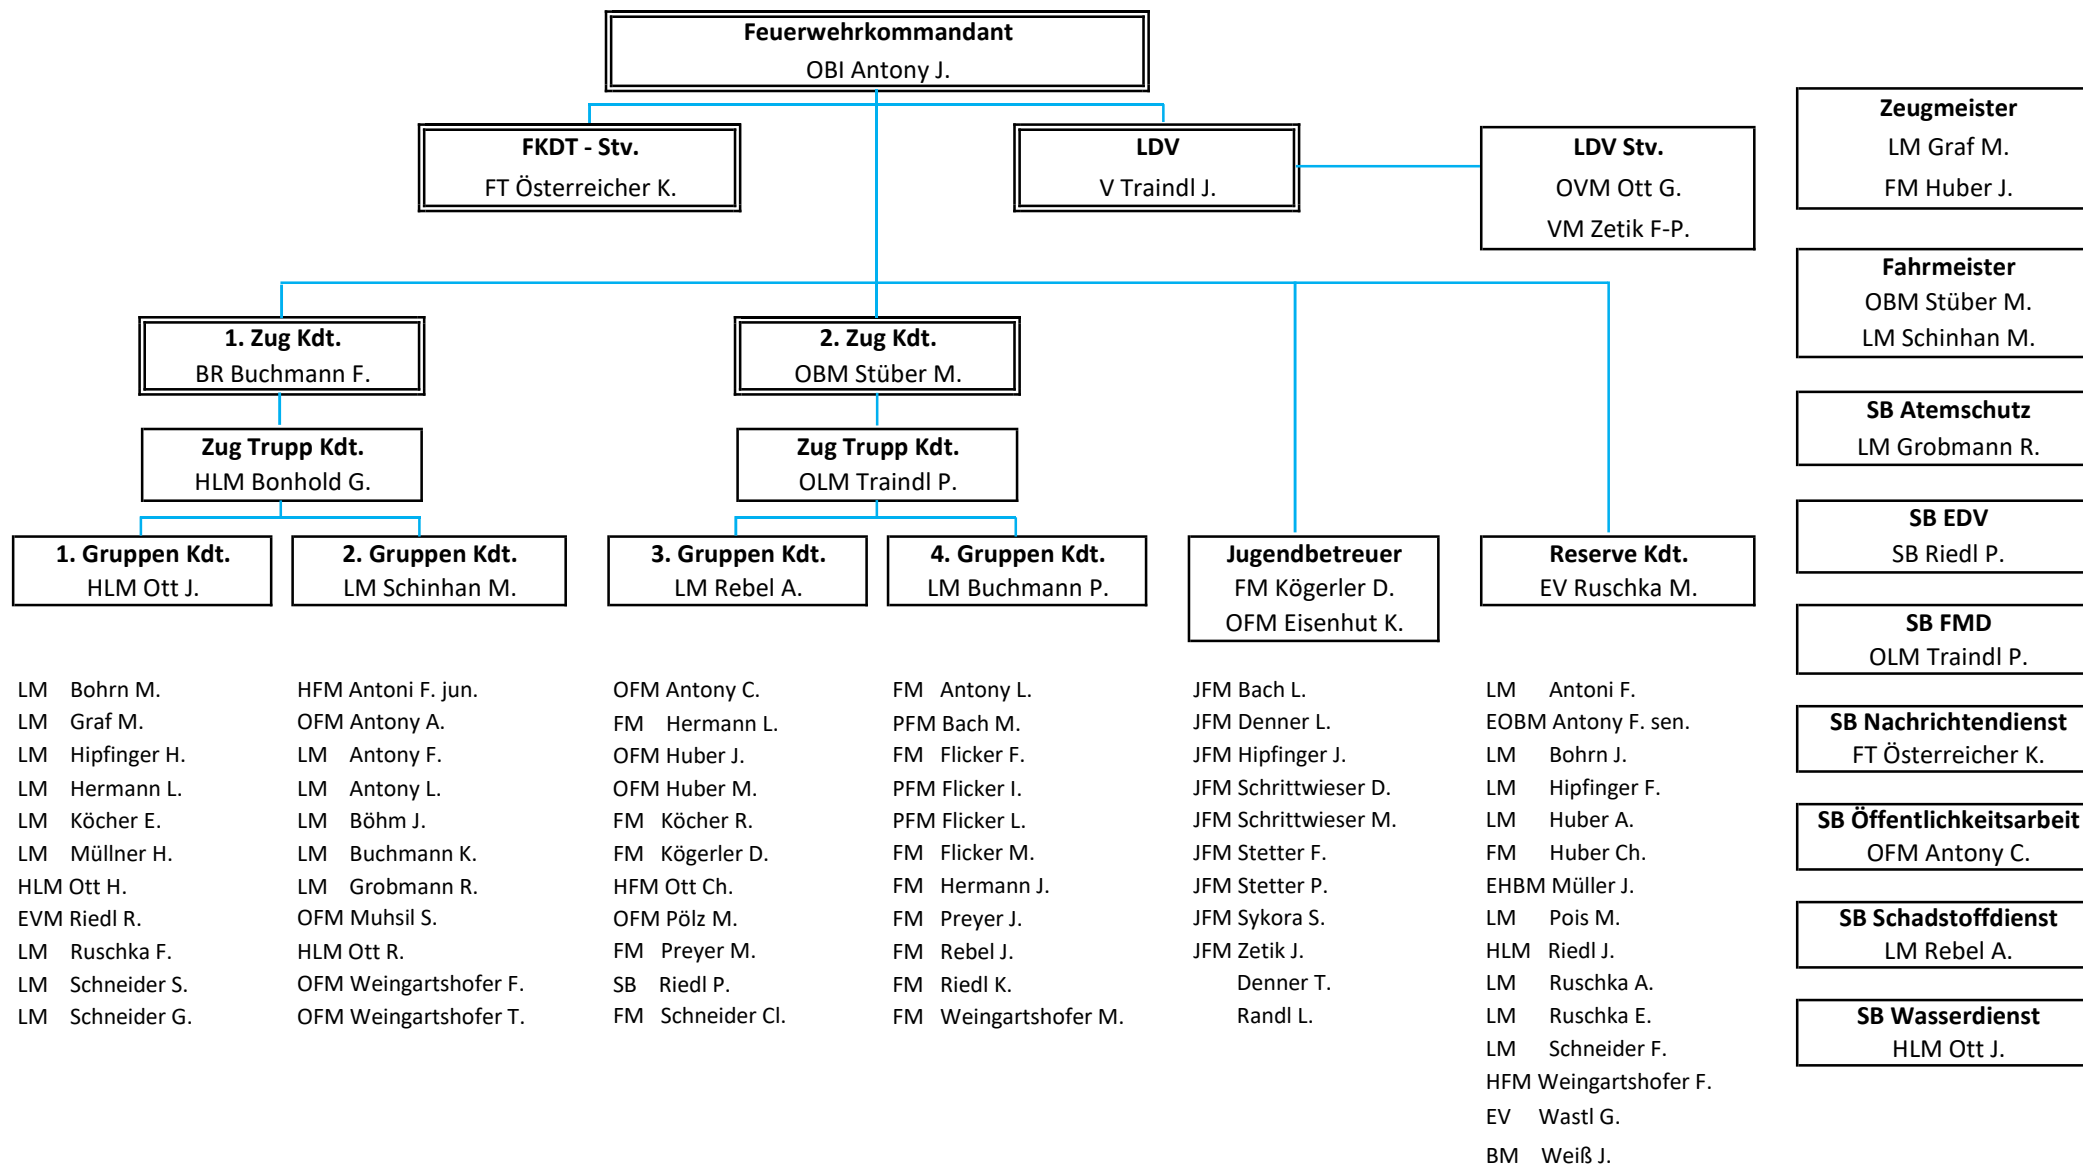 Feuerwehrkommandant
OBI Antony J.
FKDT - Stv.
FT Österreicher K.
LDV
V Traindl J.
LDV Stv.
OVM Ott G.
VM Zetik F-P.
1. Zug Kdt.
BR Buchmann F.
2. Zug Kdt.
OBM Stüber M.
Zug Trupp Kdt.
HLM Bonhold G.
Zug Trupp Kdt.
OLM Traindl P.
1. Gruppen Kdt.
HLM Ott J.
LM Bohrn M.
LM Graf M.
LM Hipfinger H.
LM Hermann L.
LM Köcher E.
LM Müllner H.
HLM Ott H.
EVM Riedl R.
LM Ruschka F.
LM Schneider S.
LM Schneider G.
2. Gruppen Kdt.
LM Schinhan M.
HFM Antoni F. jun.
OFM Antony A.
LM Antony F.
LM Antony L.
LM Böhm J.
LM Buchmann K.
LM Grobmann R.
OFM Muhsil S.
HLM Ott R.
OFM Weingartshofer F.
OFM Weingartshofer T.
3. Gruppen Kdt.
LM Rebel A.
OFM Antony C.
FM Hermann L.
OFM Huber J.
OFM Huber M.
FM Köcher R.
FM Kögerler D.
HFM Ott Ch.
OFM Pölz M.
FM Preyer M.
SB Riedl P.
FM Schneider Cl.
4. Gruppen Kdt.
LM Buchmann P.
FM Antony L.
PFM Bach M.
FM Flicker F.
PFM Flicker I.
PFM Flicker L.
FM Flicker M.
FM Hermann J.
FM Preyer J.
FM Rebel J.
FM Riedl K.
FM Weingartshofer M.
Jugendbetreuer
FM Kögerler D.
OFM Eisenhut K.
JFM Bach L.
JFM Denner L.
JFM Hipfinger J.
JFM Schrittwieser D.
JFM Schrittwieser M.
JFM Stetter F.
JFM Stetter P.
JFM Sykora S.
JFM Zetik J.
Denner T.
Randl L.
Reserve Kdt.
EV Ruschka M.
LM Antoni F.
EOBM Antony F. sen.
LM Bohrn J.
LM Hipfinger F.
LM Huber A.
FM Huber Ch.
EHBM Müller J.
LM Pois M.
HLM Riedl J.
LM Ruschka A.
LM Ruschka E.
LM Schneider F.
HFM Weingartshofer F.
EV Wastl G.
BM Weiß J.
Zeugmeister
LM Graf M.
FM Huber J.
Fahrmeister
OBM Stüber M.
LM Schinhan M.
SB Atemschutz
LM Grobmann R.
SB EDV
SB Riedl P.
SB FMD
OLM Traindl P.
SB Nachrichtendienst
FT Österreicher K.
SB Öffentlichkeitsarbeit
OFM Antony C.
SB Schadstoffdienst
LM Rebel A.
SB Wasserdienst
HLM Ott J.